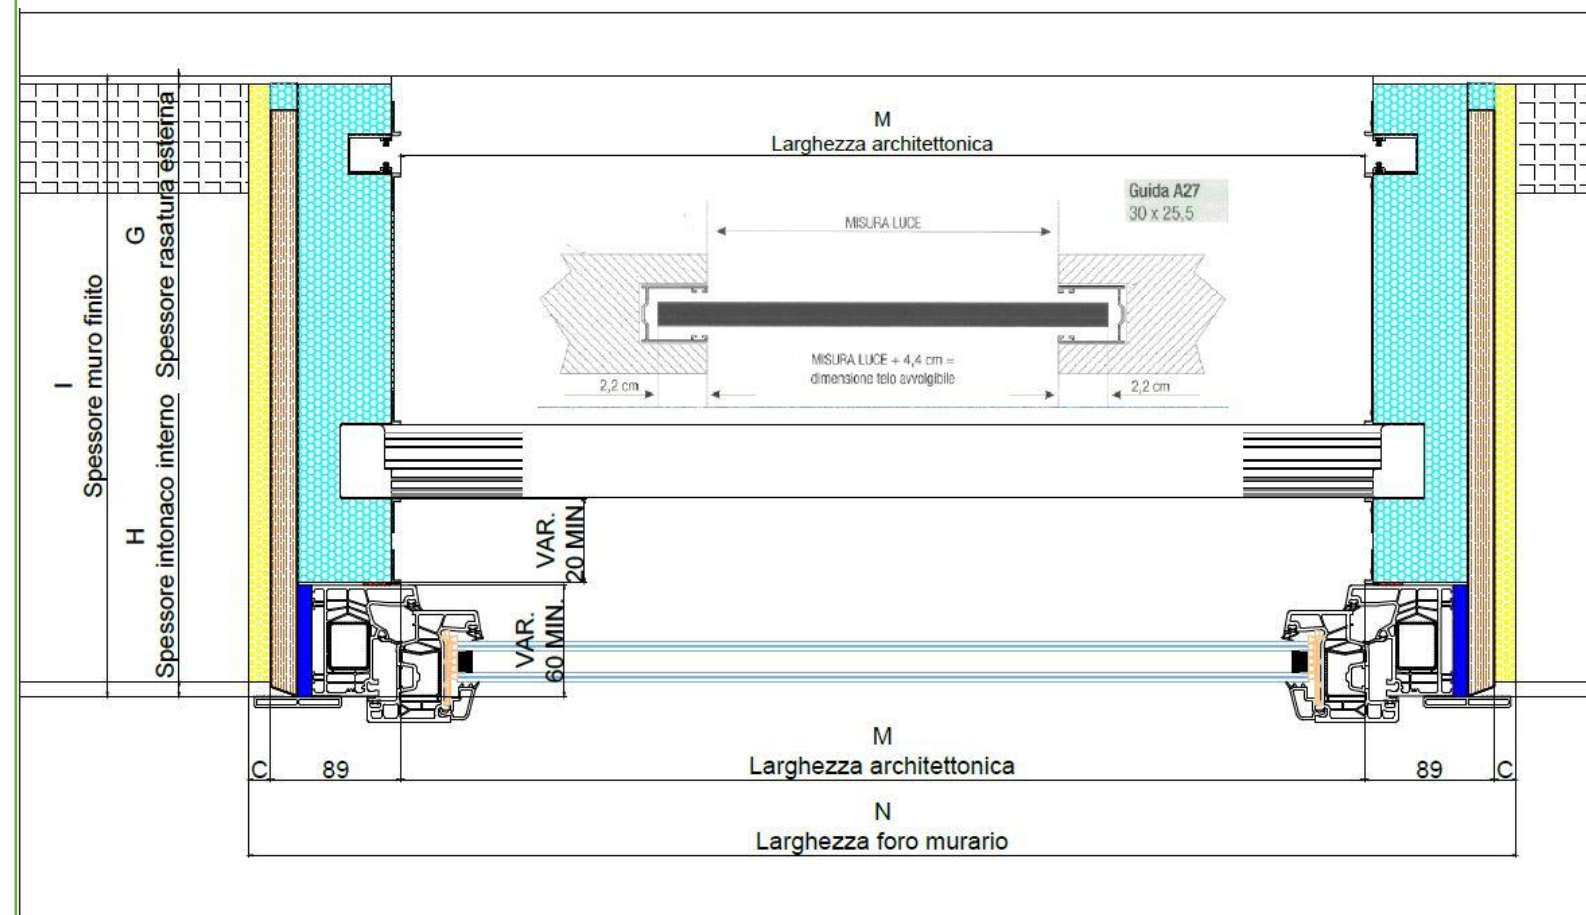 M
Larghezza architettonica
Guida A27
30 x 25,5
MISURA LUCE
MISURA LUCE + 4,4 cm =
dimensione telo avvolgibile
2,2 cm
2,2 cm
I
Spessore muro finito
G
Spessore rasatura esterna
H
Spessore intonaco interno
VAR.
20 MIN
VAR.
60 MIN.
M
Larghezza architettonica
C
89
89
C
N
Larghezza foro murario